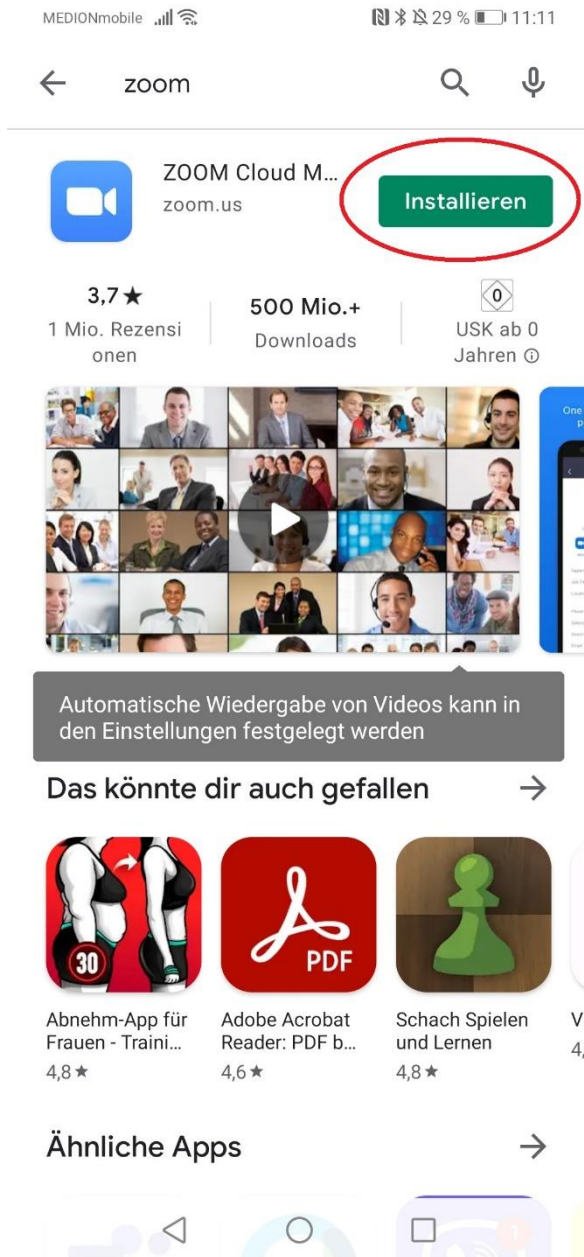 MEDIONmobile 29 % 11:11
zoom
ZOOM Cloud M...
zoom.us
Installieren
3,7★
1 Mio. Rezensi
onen
500 Mio.+
Downloads
0
USK ab 0
Jahren
One
p
Automatische Wiedergabe von Videos kann in
den Einstellungen festgelegt werden
Das könnte dir auch gefallen
30
PDF
Abnehm-App für
Frauen - Traini...
4,8★
Adobe Acrobat
Reader: PDF b...
4,6★
Schach Spielen
und Lernen
4,8★
V
4,
Ähnliche Apps
1